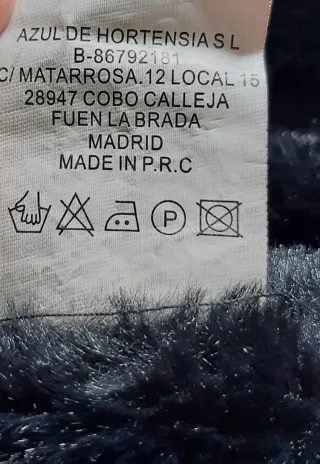 AZUL DE HORTENSIA S L
B-86792181
C/ MATARROSA.12 LOCAL 15
28947 COBO CALLEJA
FUEN LA BRADA
MADRID
MADE IN P.R.C
P